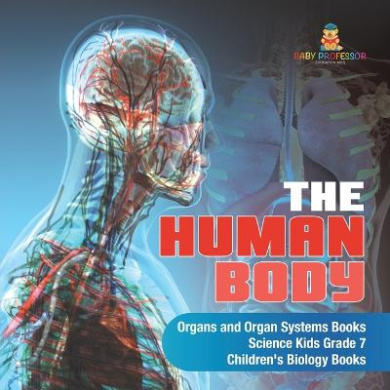 BABY PROFESSOR
THE
HUMAN
BODY
Organs and Organ Systems Books
Science Kids Grade 7
Children's Biology Books